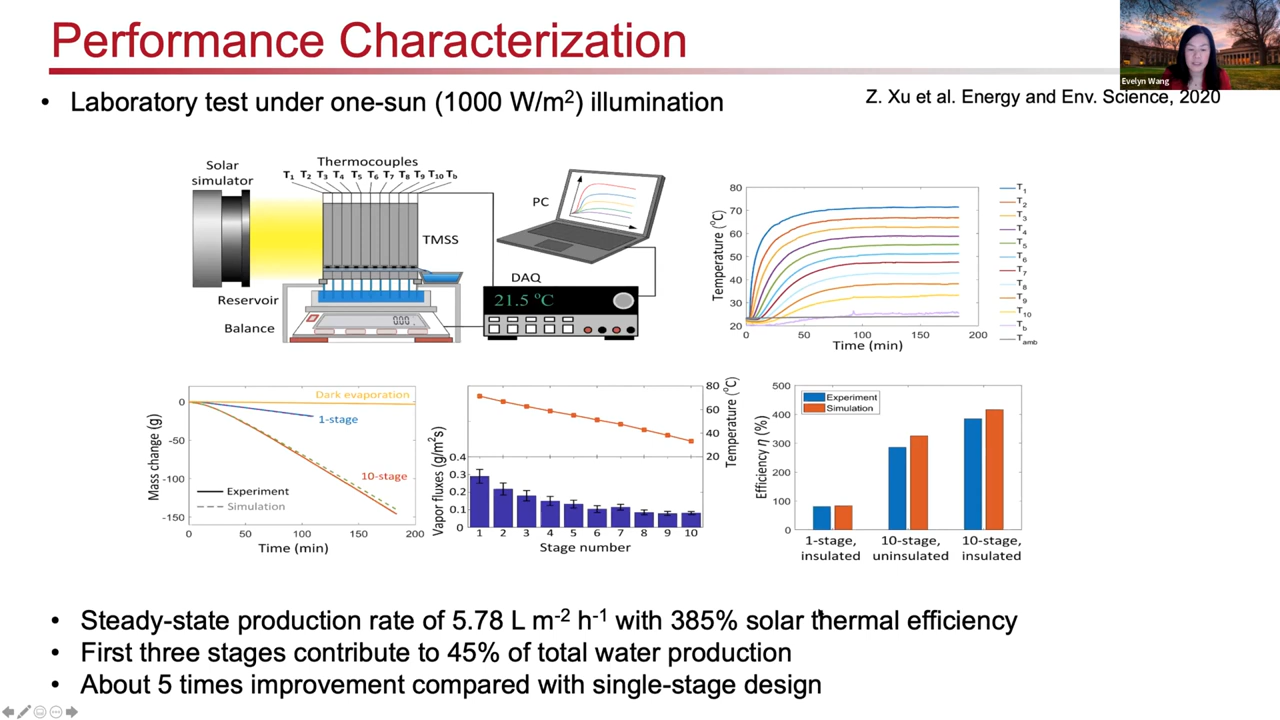 Performance Characterization
Evelyn Wang
• Laboratory test under one-sun (1000 W/m2) illumination
Z. Xu et al. Energy and Env. Science, 2020
Solar
simulator
Thermocouples
T1 T2 T3 T4 T5 T6 T7 T8 T9 T10 Tb
TMSS
Reservoir
Balance
0.00
PC
DAQ
21.5 oC
Temperature (oC)
80
70
60
50
40
30
20
0 50 100 150 200
Time (min)
T1
T2
T3
T4
T5
T6
T7
T8
T9
T10
Tb
Tamb
Mass change (g)
0
-50
-100
-150
Dark evaporation
1-stage
10-stage
Experiment
Simulation
0 50 100 150 200
Time (min)
Vapor fluxes (g/m2s)
0.4
0.3
0.2
0.1
0
Temperature (oC)
80
60
40
20
1 2 3 4 5 6 7 8 9 10
Stage number
Efficiency η (%)
500
400
300
200
100
0
Experiment
Simulation
1-stage, 10-stage, 10-stage,
insulated uninsulated insulated
• Steady-state production rate of 5.78 L m-2 h-1 with 385% solar thermal efficiency
• First three stages contribute to 45% of total water production
• About 5 times improvement compared with single-stage design